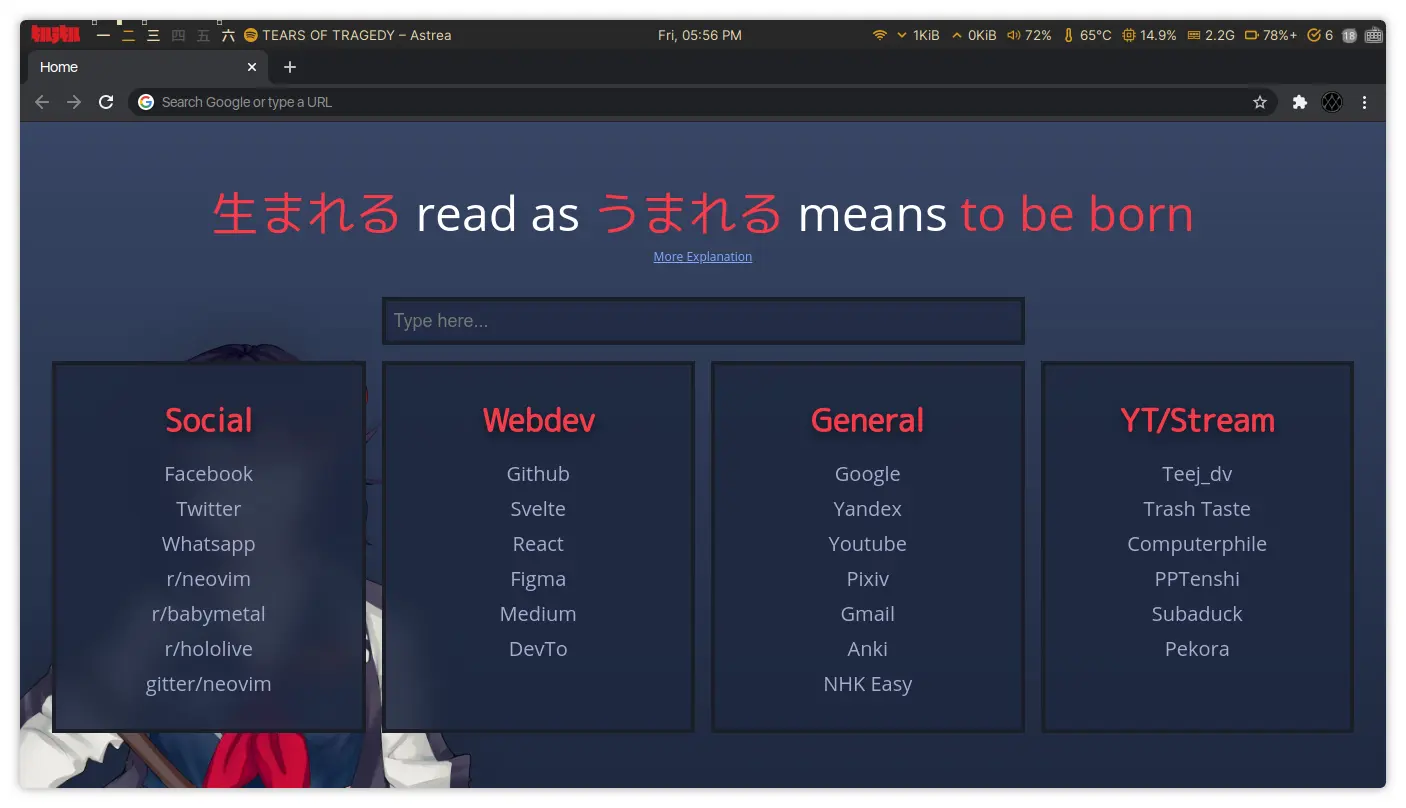 一 二 三 四 五 六 TEARS OF TRAGEDY – Astrea Fri, 05:56 PM 1KiB 0KiB 72% 65°C 14.9% 2.2G 78%+ 6 18
Home
Search Google or type a URL
生まれる read as うまれる means to be born
More Explanation
Type here...
Social
Facebook
Twitter
Whatsapp
r/neovim
r/babymetal
r/hololive
gitter/neovim
Webdev
Github
Svelte
React
Figma
Medium
DevTo
General
Google
Yandex
Youtube
Pixiv
Gmail
Anki
NHK Easy
YT/Stream
Teej_dv
Trash Taste
Computerphile
PPTenshi
Subaduck
Pekora